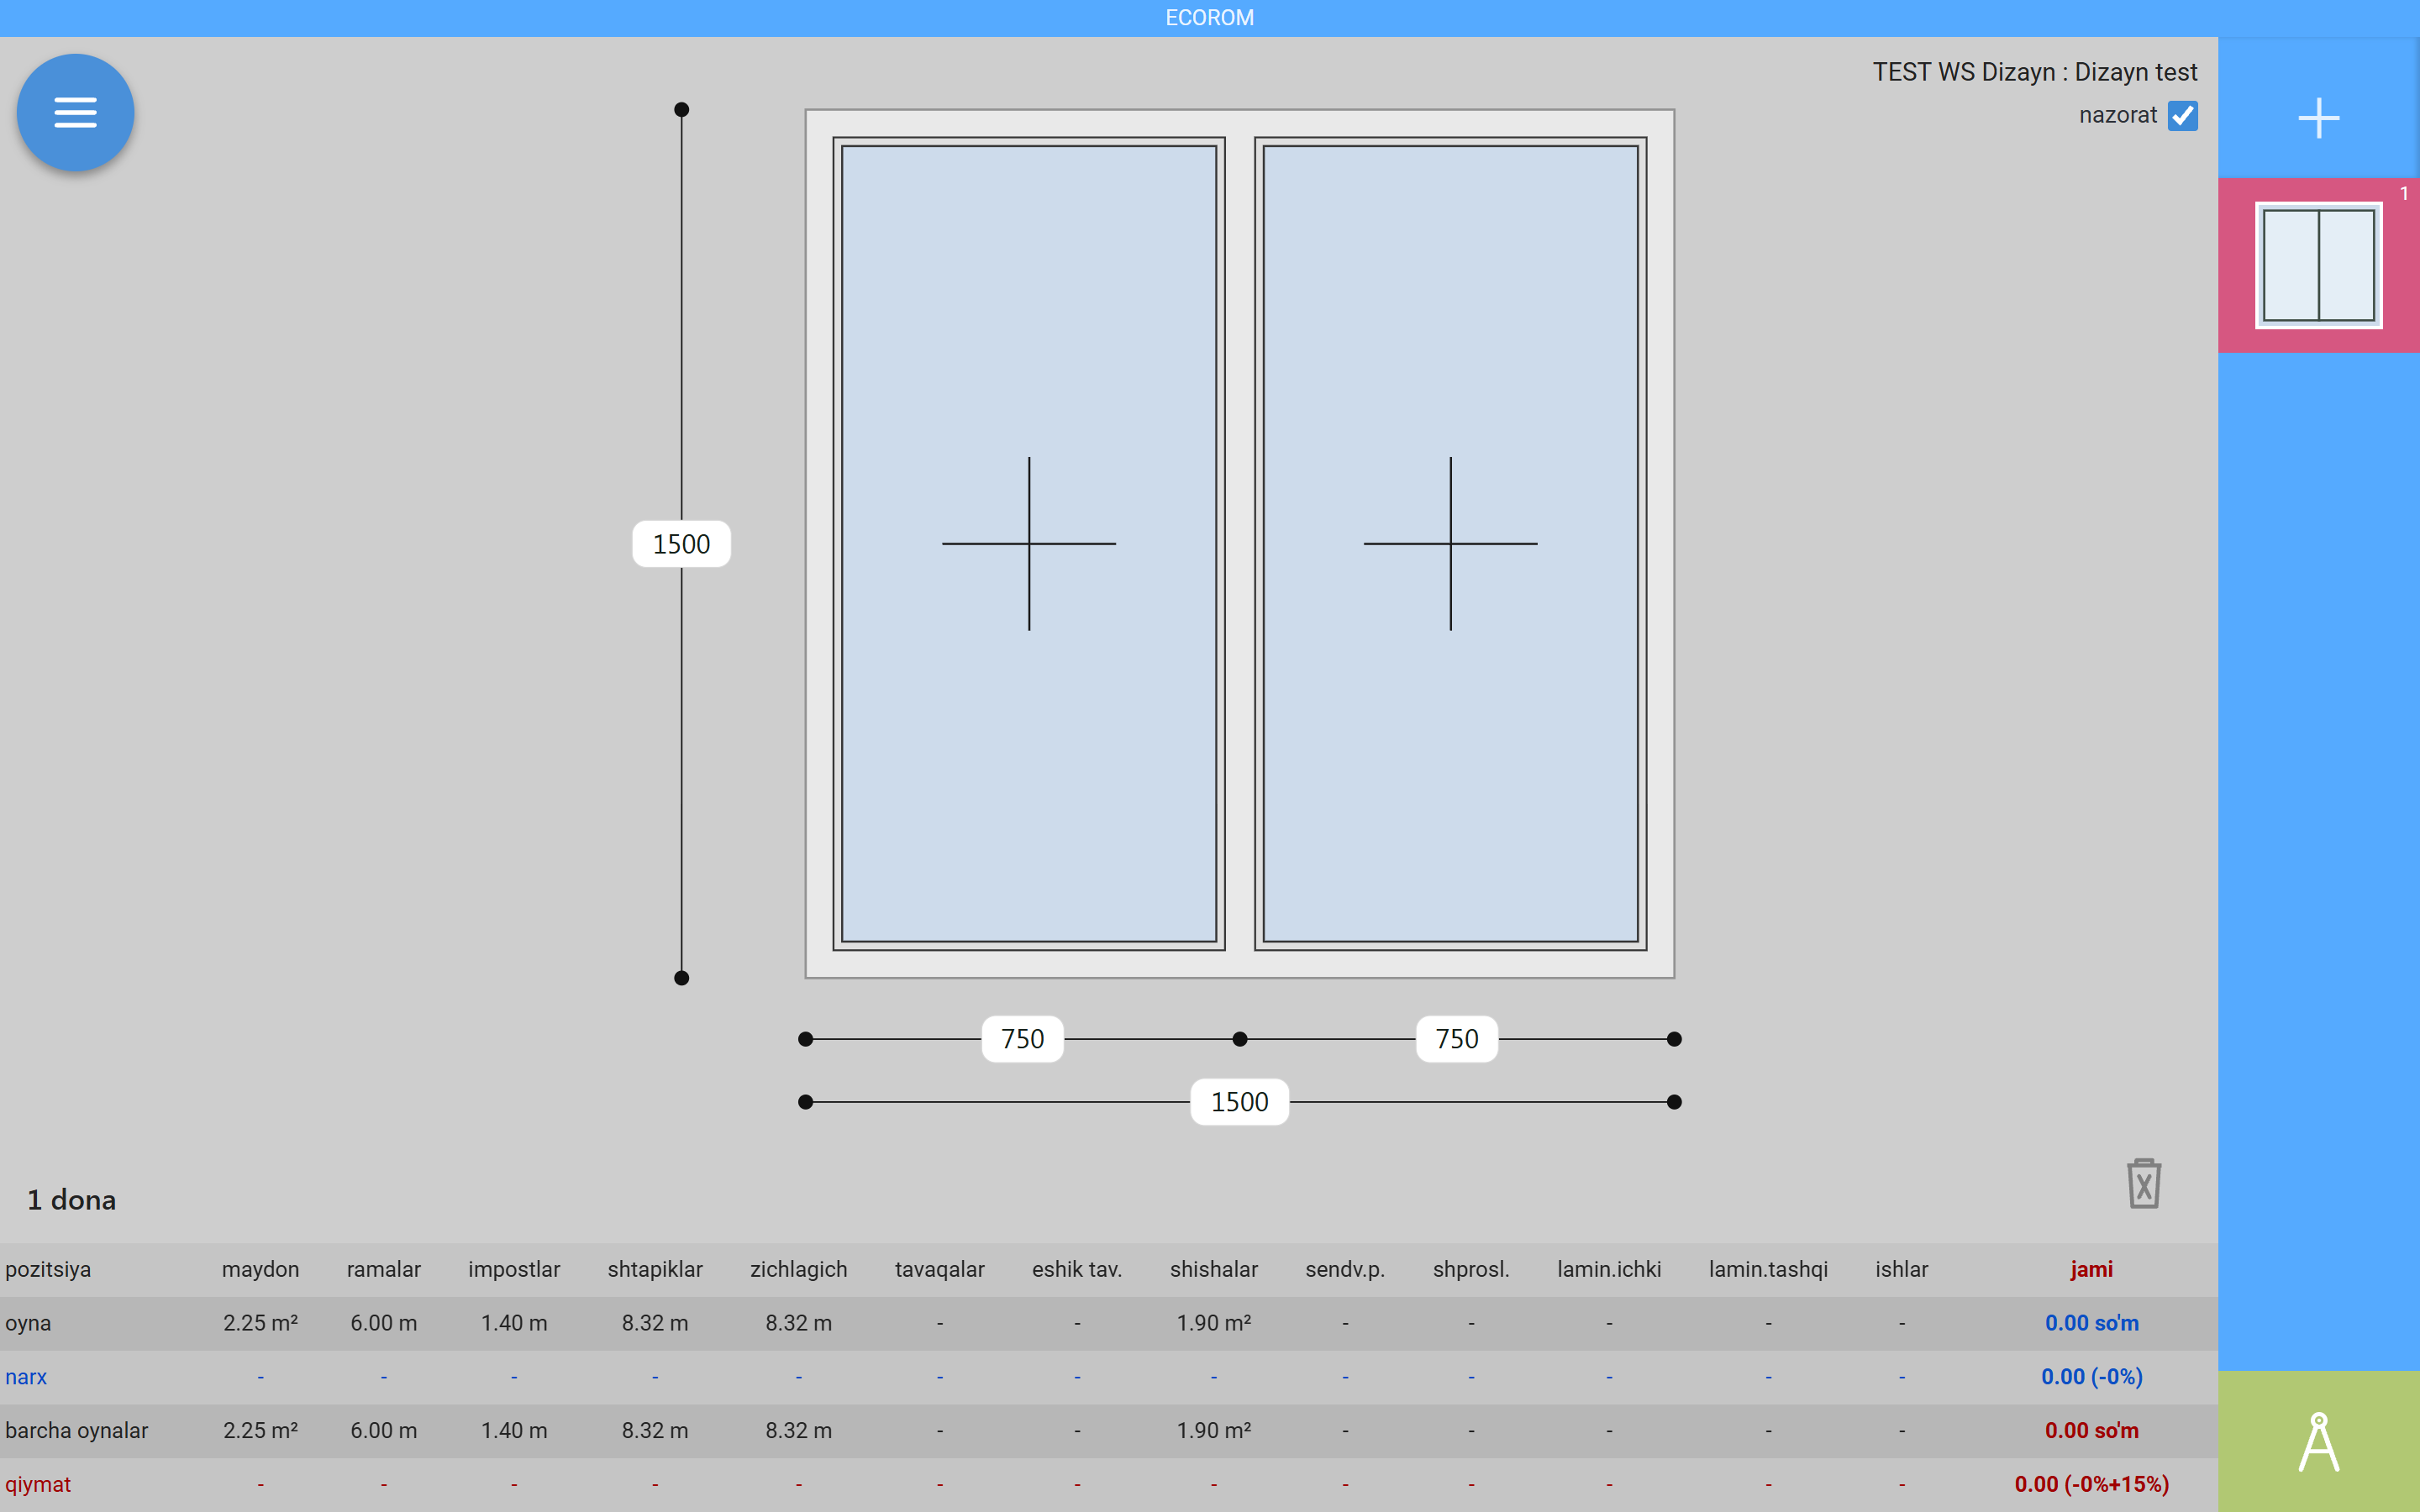 ECOROM
TEST WS Dizayn : Dizayn test
nazorat
1
1500
750 750
1500
1 dona
pozitsiya maydon ramalar impostlar shtapiklar zichlagich tavaqalar eshik tav. shishalar sendv.p. shprosl. lamin.ichki lamin.tashqi ishlar jami
oyna 2.25 m² 6.00 m 1.40 m 8.32 m 8.32 m - - 1.90 m² - - - - - 0.00 so'm
narx - - - - - - - - - - - - - 0.00 (-0%)
barcha oynalar 2.25 m² 6.00 m 1.40 m 8.32 m 8.32 m - - 1.90 m² - - - - - 0.00 so'm
qiymat - - - - - - - - - - - - - 0.00 (-0%+15%)